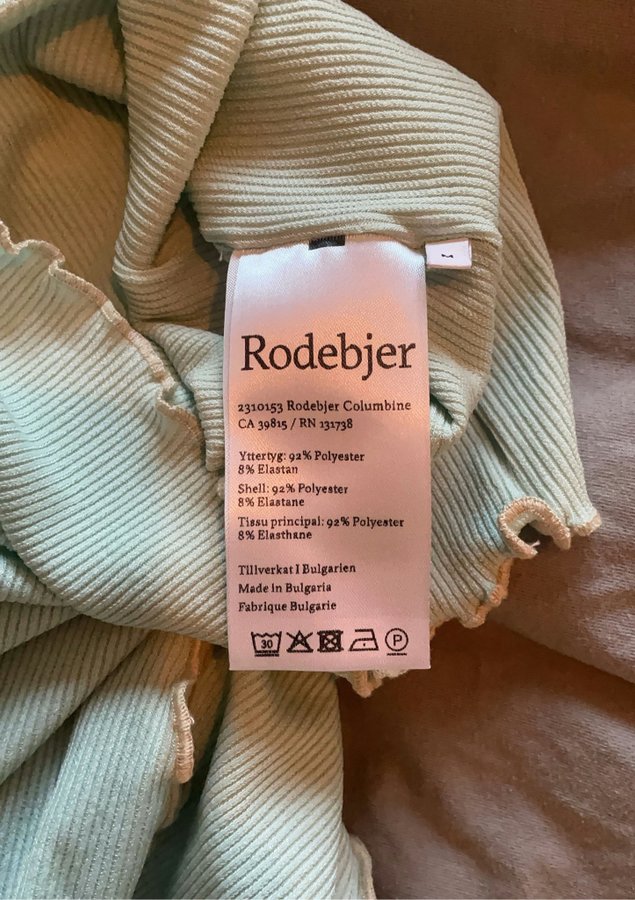 Rodebjer
2310153 Rodebjer Columbine
CA 39815 / RN 131738
Yttertyg: 92% Polyester
8% Elastan
Shell: 92% Polyester
8% Elastane
Tissu principal: 92% Polyester
8% Elasthane
Tillverkat I Bulgarien
Made in Bulgaria
Fabrique Bulgarie
30 P